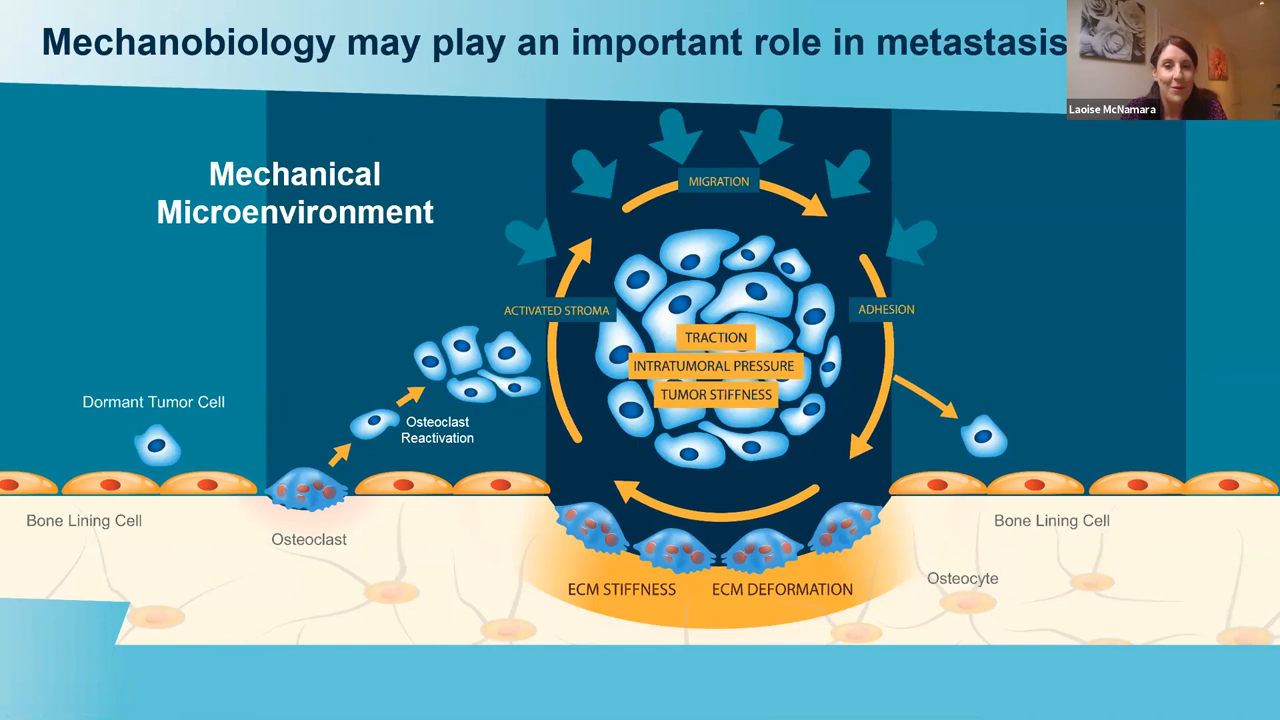 Mechanobiology may play an important role in metastasis
Laoise McNamara
Mechanical
Microenvironment
MIGRATION
ACTIVATED STROMA
ADHESION
TRACTION
INTRATUMORAL PRESSURE
TUMOR STIFFNESS
Dormant Tumor Cell
Osteoclast
Reactivation
Bone Lining Cell
Osteoclast
Bone Lining Cell
Osteocyte
ECM STIFFNESS
ECM DEFORMATION